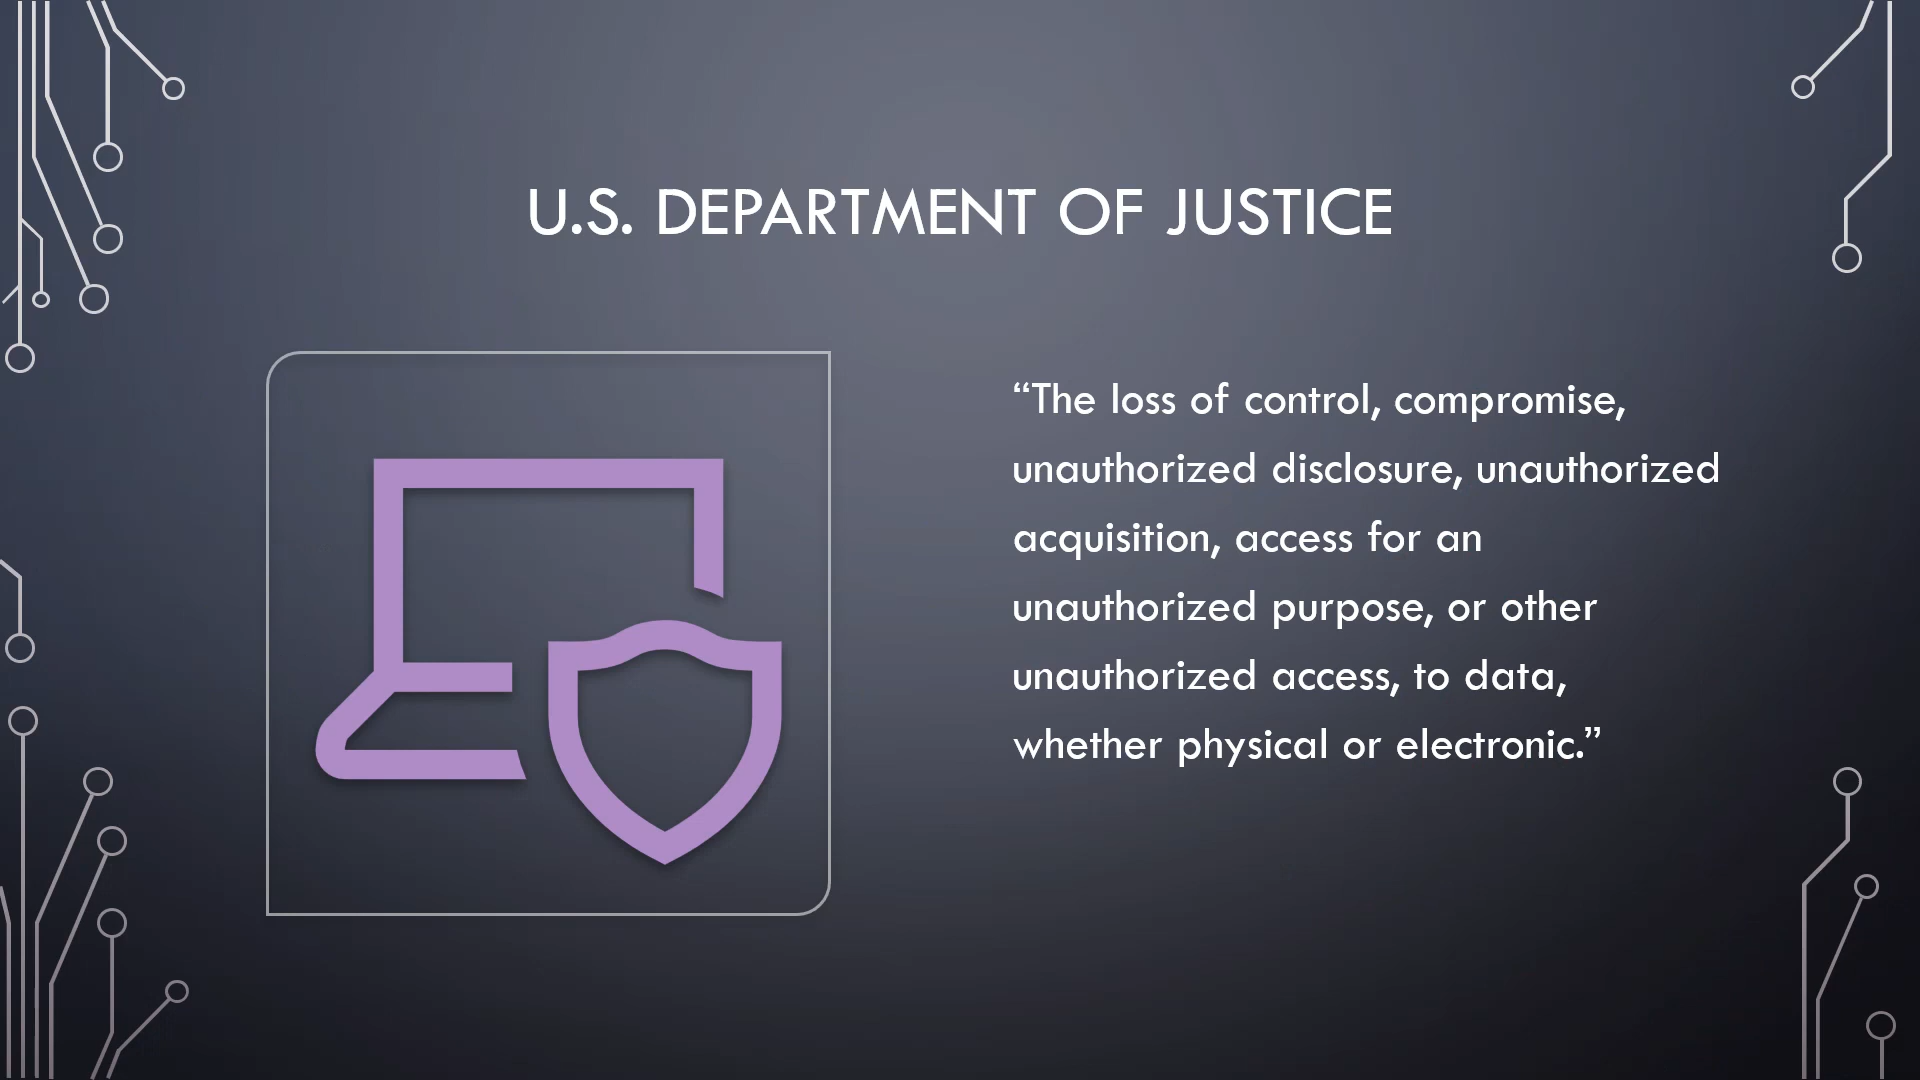 U.S. DEPARTMENT OF JUSTICE
“The loss of control, compromise,
unauthorized disclosure, unauthorized
acquisition, access for an
unauthorized purpose, or other
unauthorized access, to data,
whether physical or electronic.”